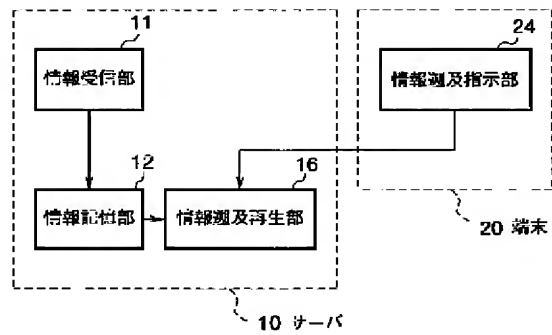 11
情報受信部
24
情報遡及指示部
12
情報記憶部
16
情報遡及再生部
20 端末
10 サーバ